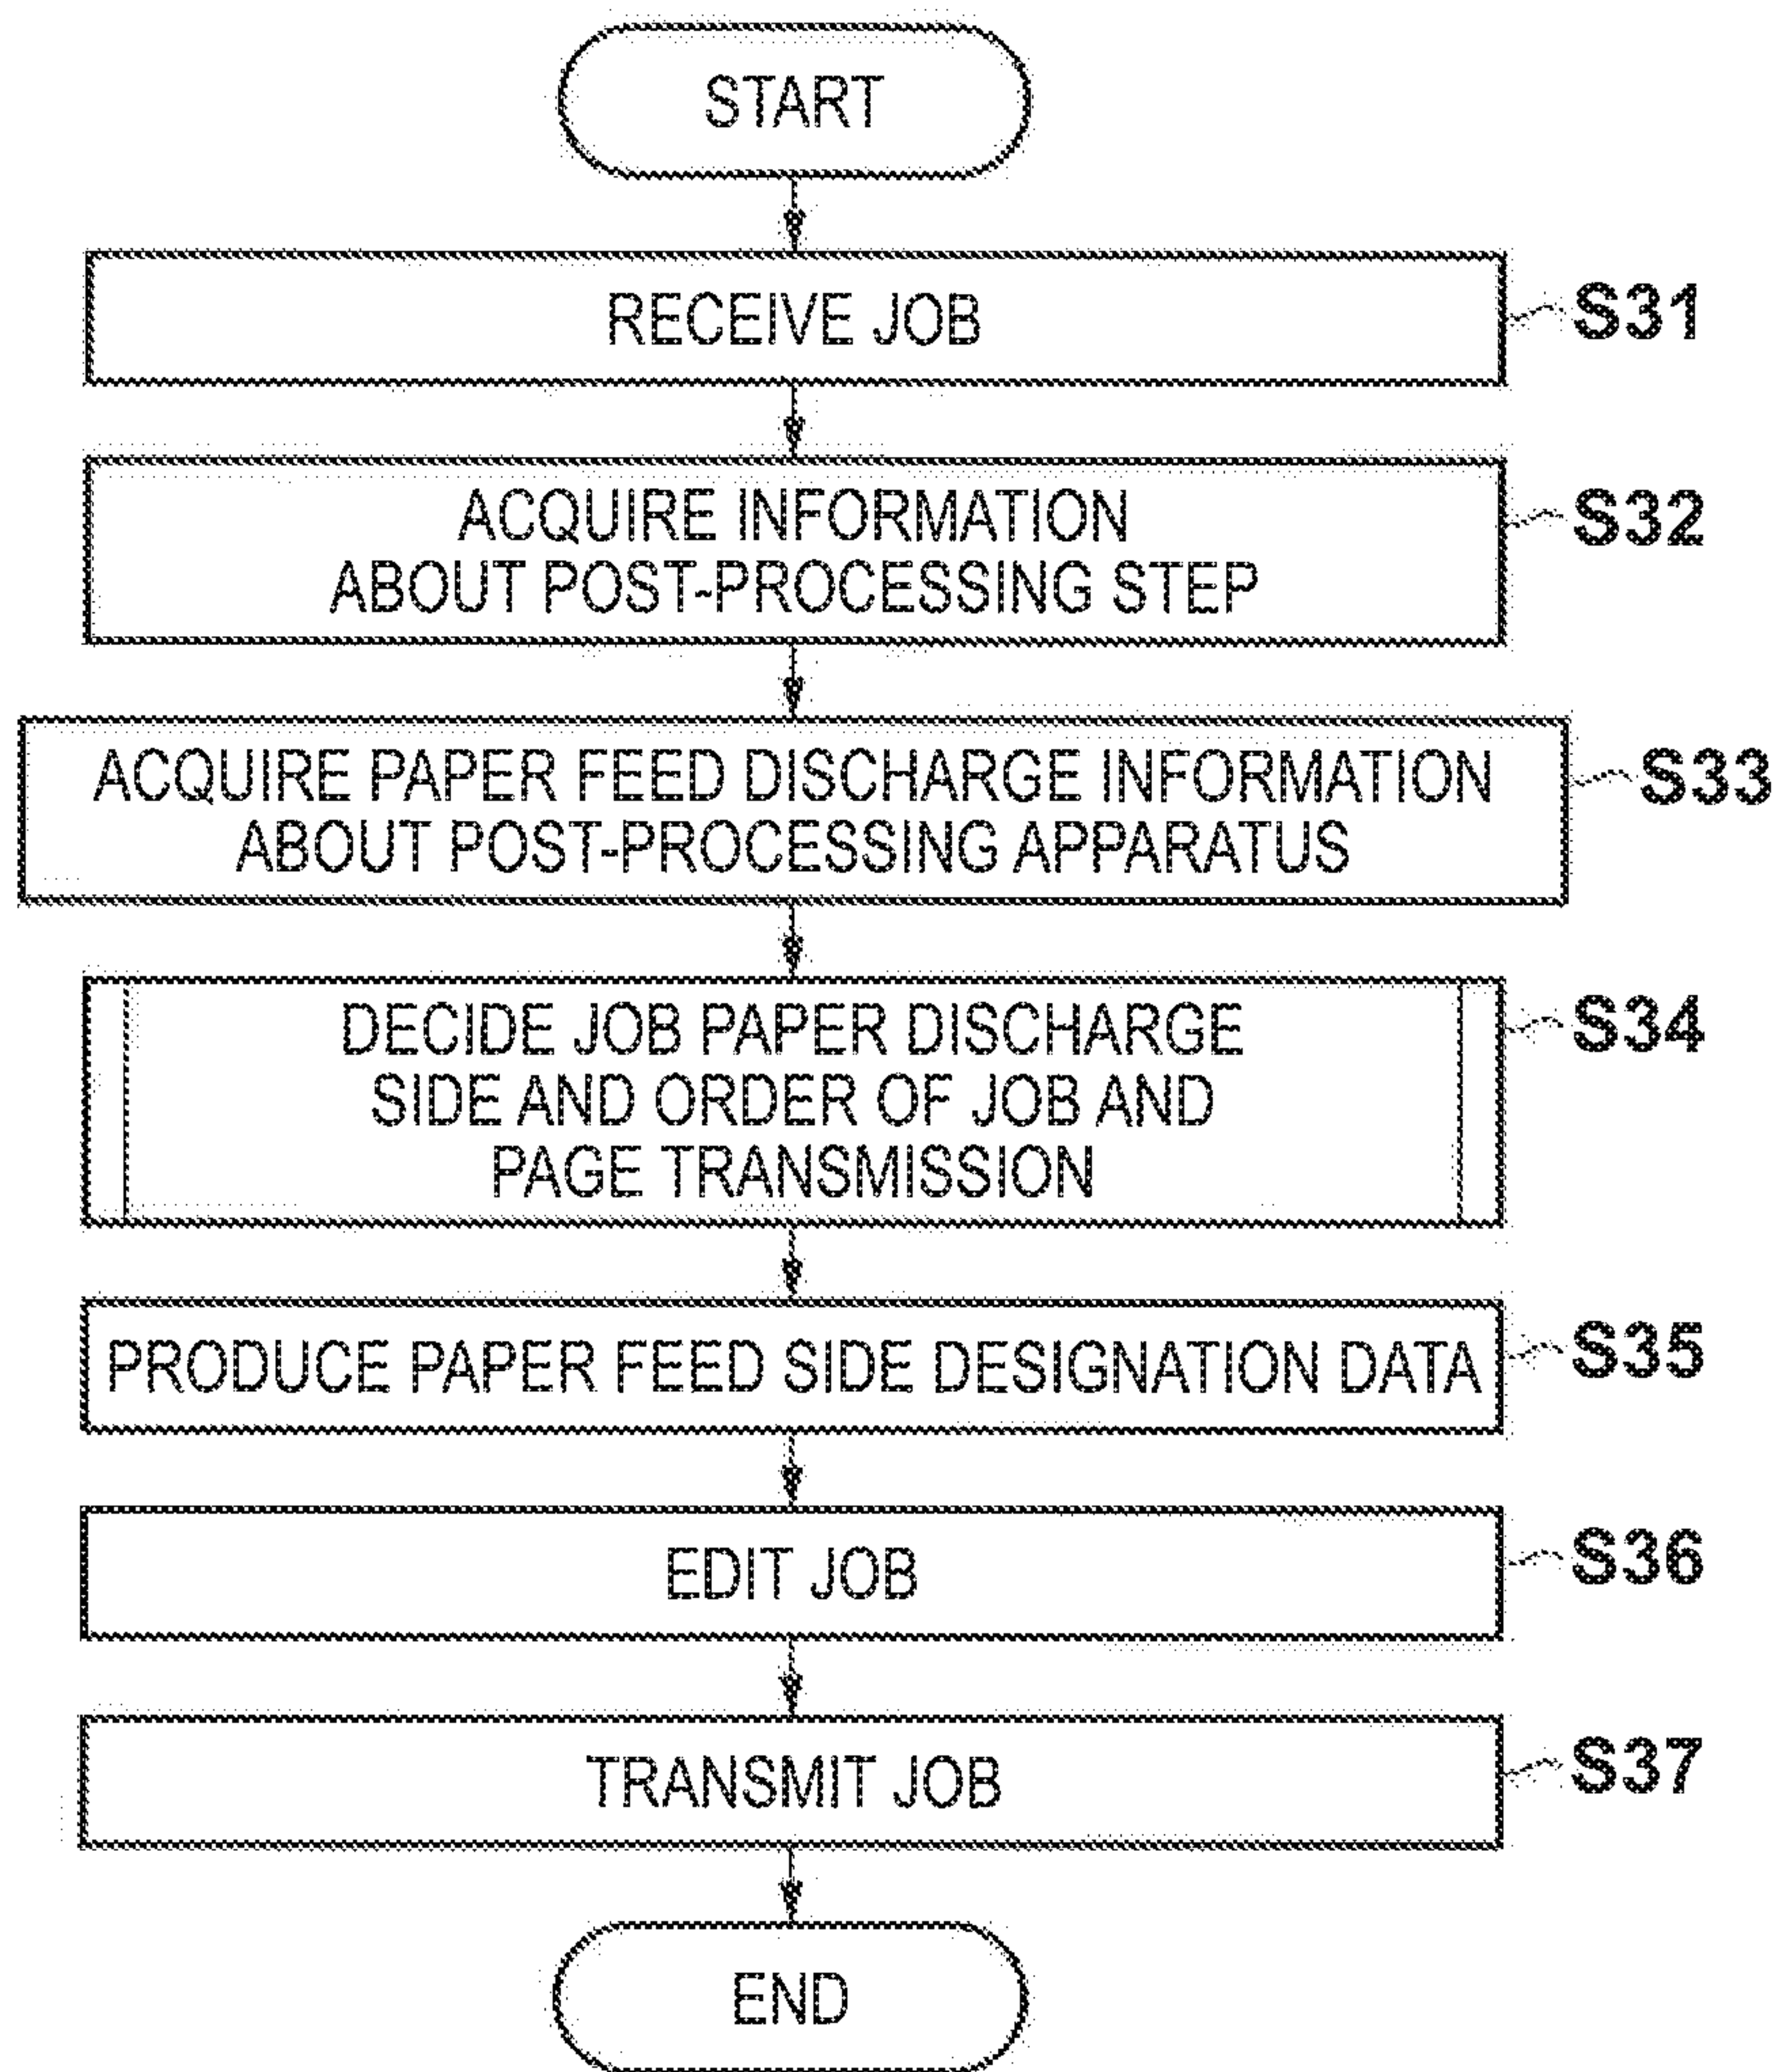 START
RECEIVE JOB
S31
ACQUIRE INFORMATION
ABOUT POST-PROCESSING STEP
S32
ACQUIRE PAPER FEED DISCHARGE INFORMATION
ABOUT POST-PROCESSING APPARATUS
S33
DECIDE JOB PAPER DISCHARGE
SIDE AND ORDER OF JOB AND
PAGE TRANSMISSION
S34
PRODUCE PAPER FEED SIDE DESIGNATION DATA
S35
EDIT JOB
S36
TRANSMIT JOB
S37
END